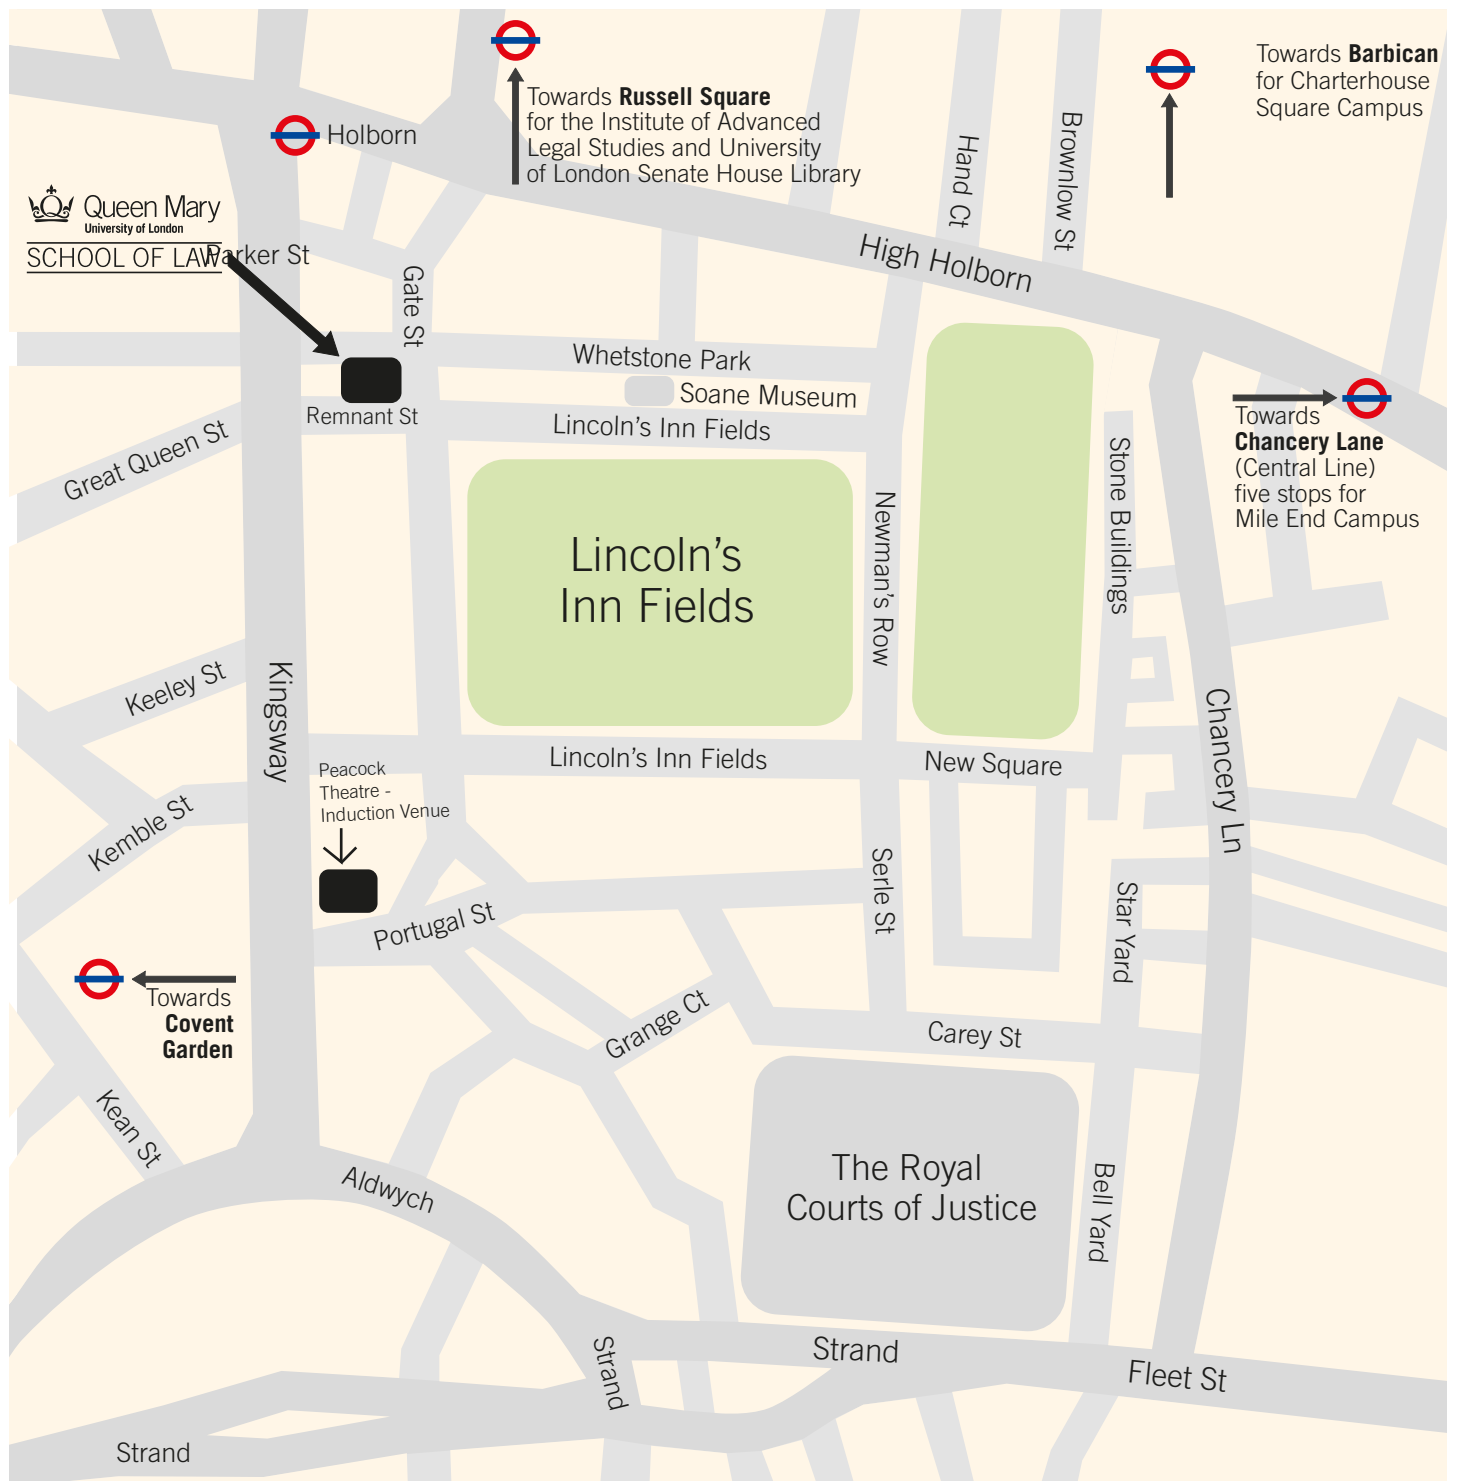 Towards Barbican
for Charterhouse
Square Campus
Towards Russell Square
for the Institute of Advanced
Legal Studies and University
of London Senate House Library
Holborn
Hand Ct
Brownlow St
Queen Mary
University of London
SCHOOL OF LAW
Parker St
High Holborn
Gate St
Whetstone Park
Soane Museum
Remnant St
Lincoln's Inn Fields
Great Queen St
Towards
Chancery Lane
(Central Line)
five stops for
Mile End Campus
Stone Buildings
Newman's Row
Lincoln's
Inn Fields
Keeley St
Kingsway
Chancery Ln
Lincoln's Inn Fields
New Square
Peacock
Theatre -
Induction Venue
Kemble St
Serle St
Star Yard
Portugal St
Towards
Covent
Garden
Grange Ct
Carey St
Kean St
Aldwych
The Royal
Courts of Justice
Bell Yard
Strand
Strand
Fleet St
Strand